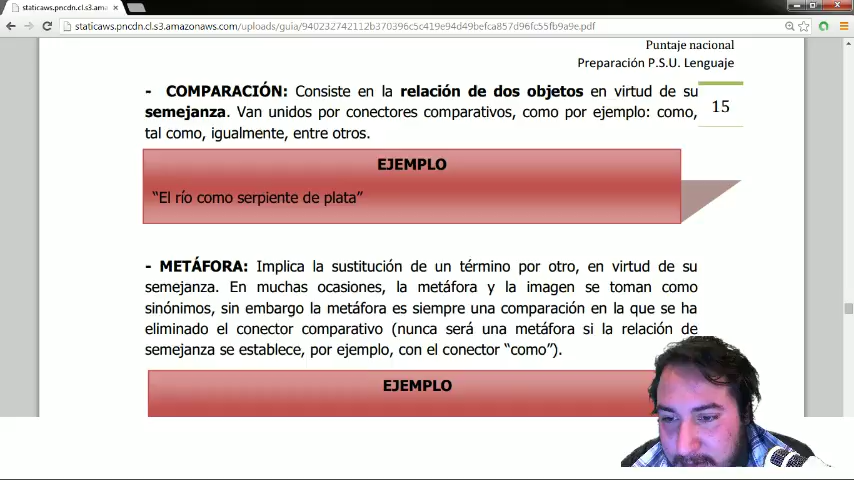 staticaws.pncdn.cl.s3.ama
staticaws.pncdn.cl.s3.amazonaws.com/uploads/guia/940232742112b370396c5c419e94d49befca857d96fc55fb9a9e.pdf
Puntaje nacional
Preparación P.S.U. Lenguaje
15
- COMPARACIÓN: Consiste en la relación de dos objetos en virtud de su
semejanza. Van unidos por conectores comparativos, como por ejemplo: como,
tal como, igualmente, entre otros.
EJEMPLO
“El río como serpiente de plata”
- METÁFORA: Implica la sustitución de un término por otro, en virtud de su
semejanza. En muchas ocasiones, la metáfora y la imagen se toman como
sinónimos, sin embargo la metáfora es siempre una comparación en la que se ha
eliminado el conector comparativo (nunca será una metáfora si la relación de
semejanza se establece, por ejemplo, con el conector “como”).
EJEMPLO